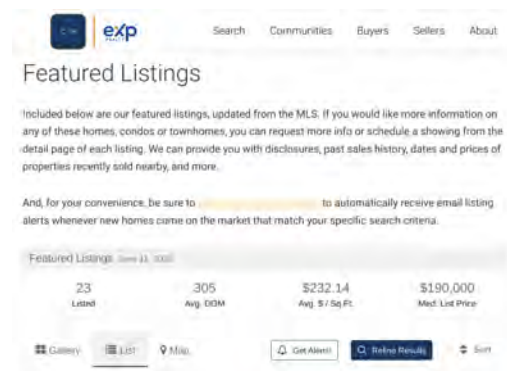 eXp
REALTY
Search Communities Buyers Sellers About
Featured Listings
Included below are our featured listings, updated from the MLS. If you would like more information on
any of these homes, condos or townhomes, you can request more info or schedule a showing from the
detail page of each listing. We can provide you with disclosures, past sales history, dates and prices of
properties recently sold nearby, and more.
And, for your convenience, be sure to to automatically receive email listing
alerts whenever new homes come on the market that match your specific search criteria.
Featured Listings
23 305 $232.14 $190,000
Listed Avg. DOM Avg. $ / Sq.Ft. Med. List Price
Gallery List Map Get Alerts Refine Results Sort